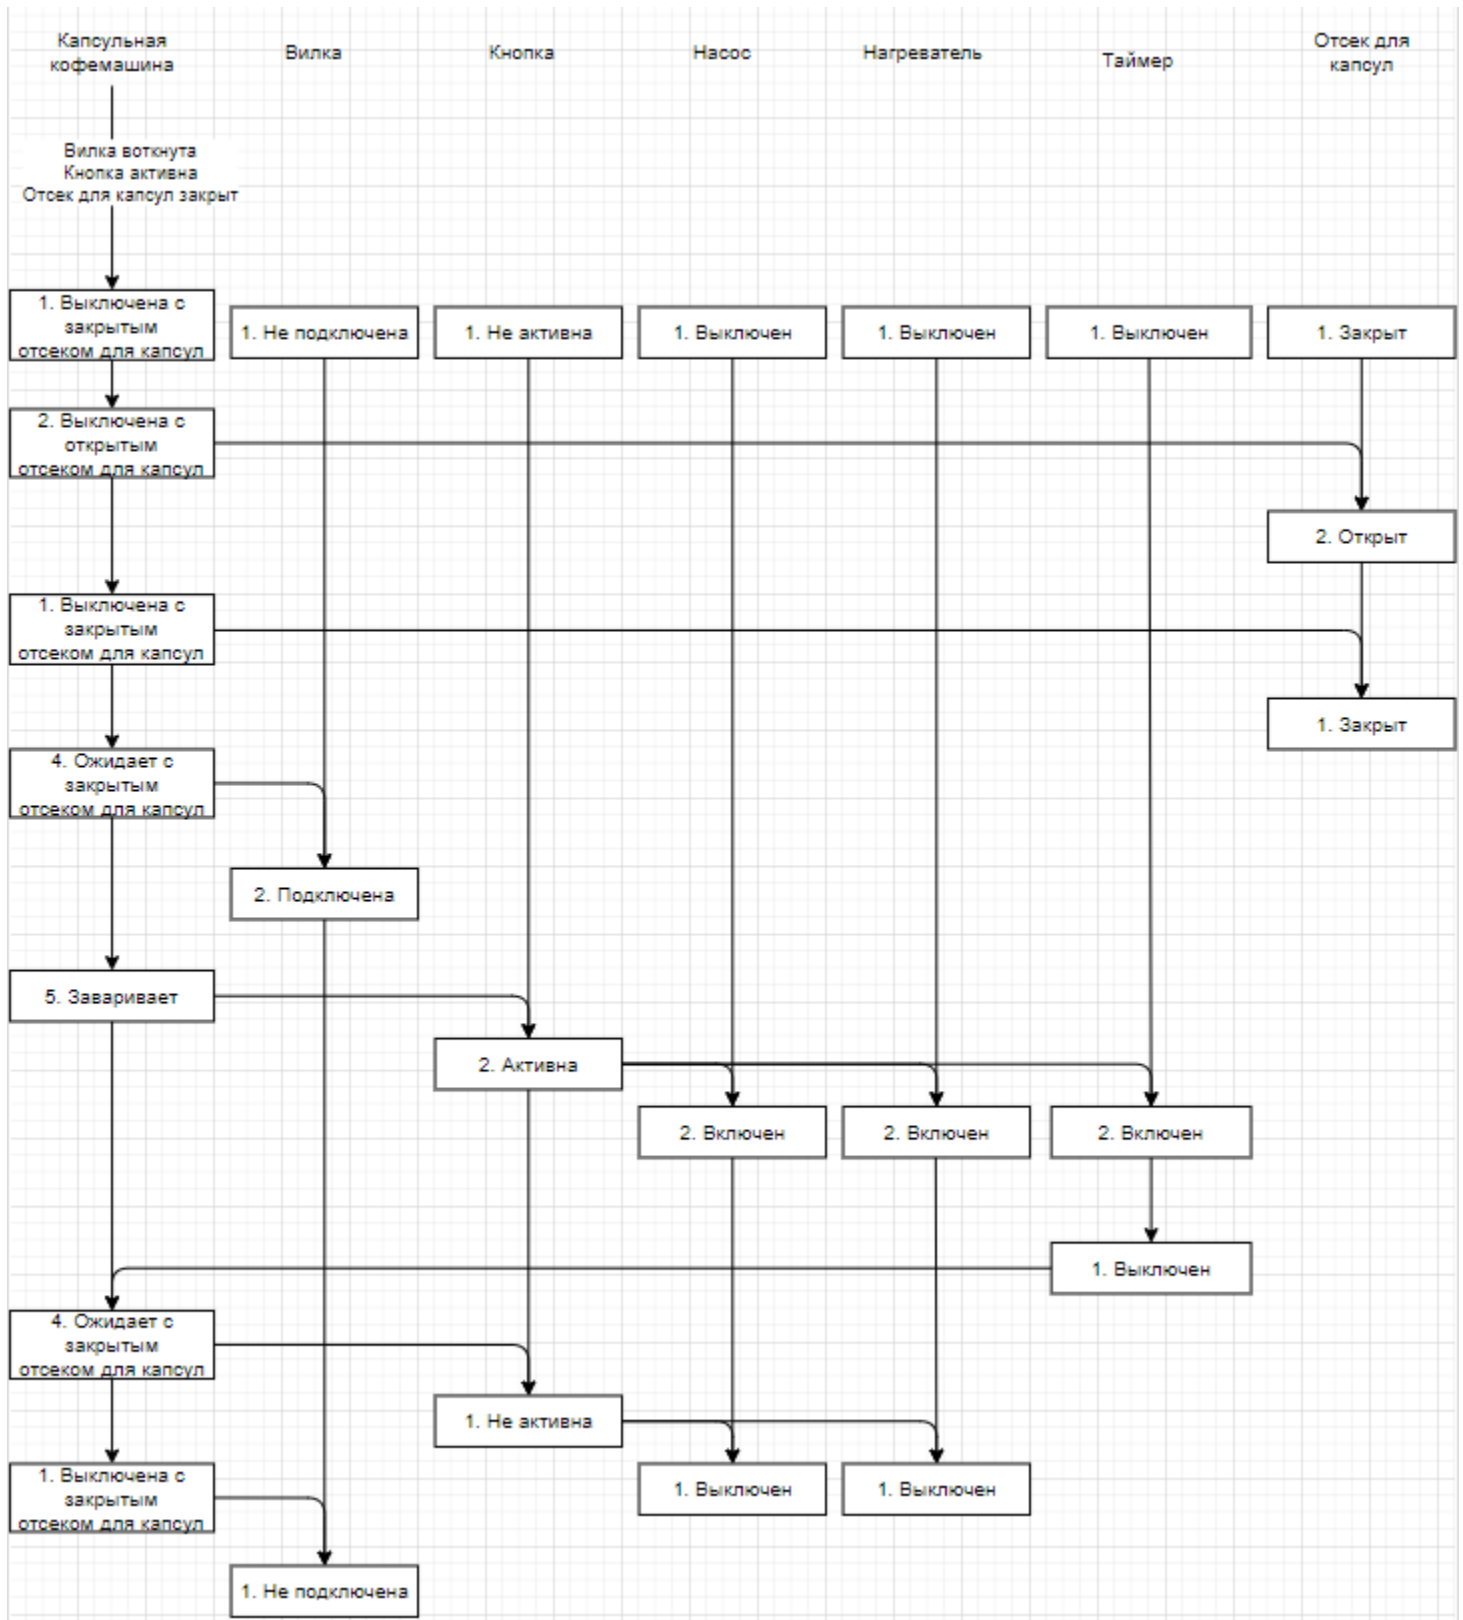 Капсульная
кофемашина
Вилка
Кнопка
Насос
Нагреватель
Таймер
Отсек для
капсул
Вилка воткнута
Кнопка активна
Отсек для капсул закрыт
1. Выключена с
закрытым
отсеком для капсул
1. Не подключена
1. Не активна
1. Выключен
1. Выключен
1. Выключен
1. Закрыт
2. Выключена с
открытым
отсеком для капсул
2. Открыт
1. Выключена с
закрытым
отсеком для капсул
1. Закрыт
4. Ожидает с
закрытым
отсеком для капсул
2. Подключена
5. Заваривает
2. Активна
2. Включен
2. Включен
2. Включен
1. Выключен
4. Ожидает с
закрытым
отсеком для капсул
1. Не активна
1. Выключена с
закрытым
отсеком для капсул
1. Выключен
1. Выключен
1. Не подключена